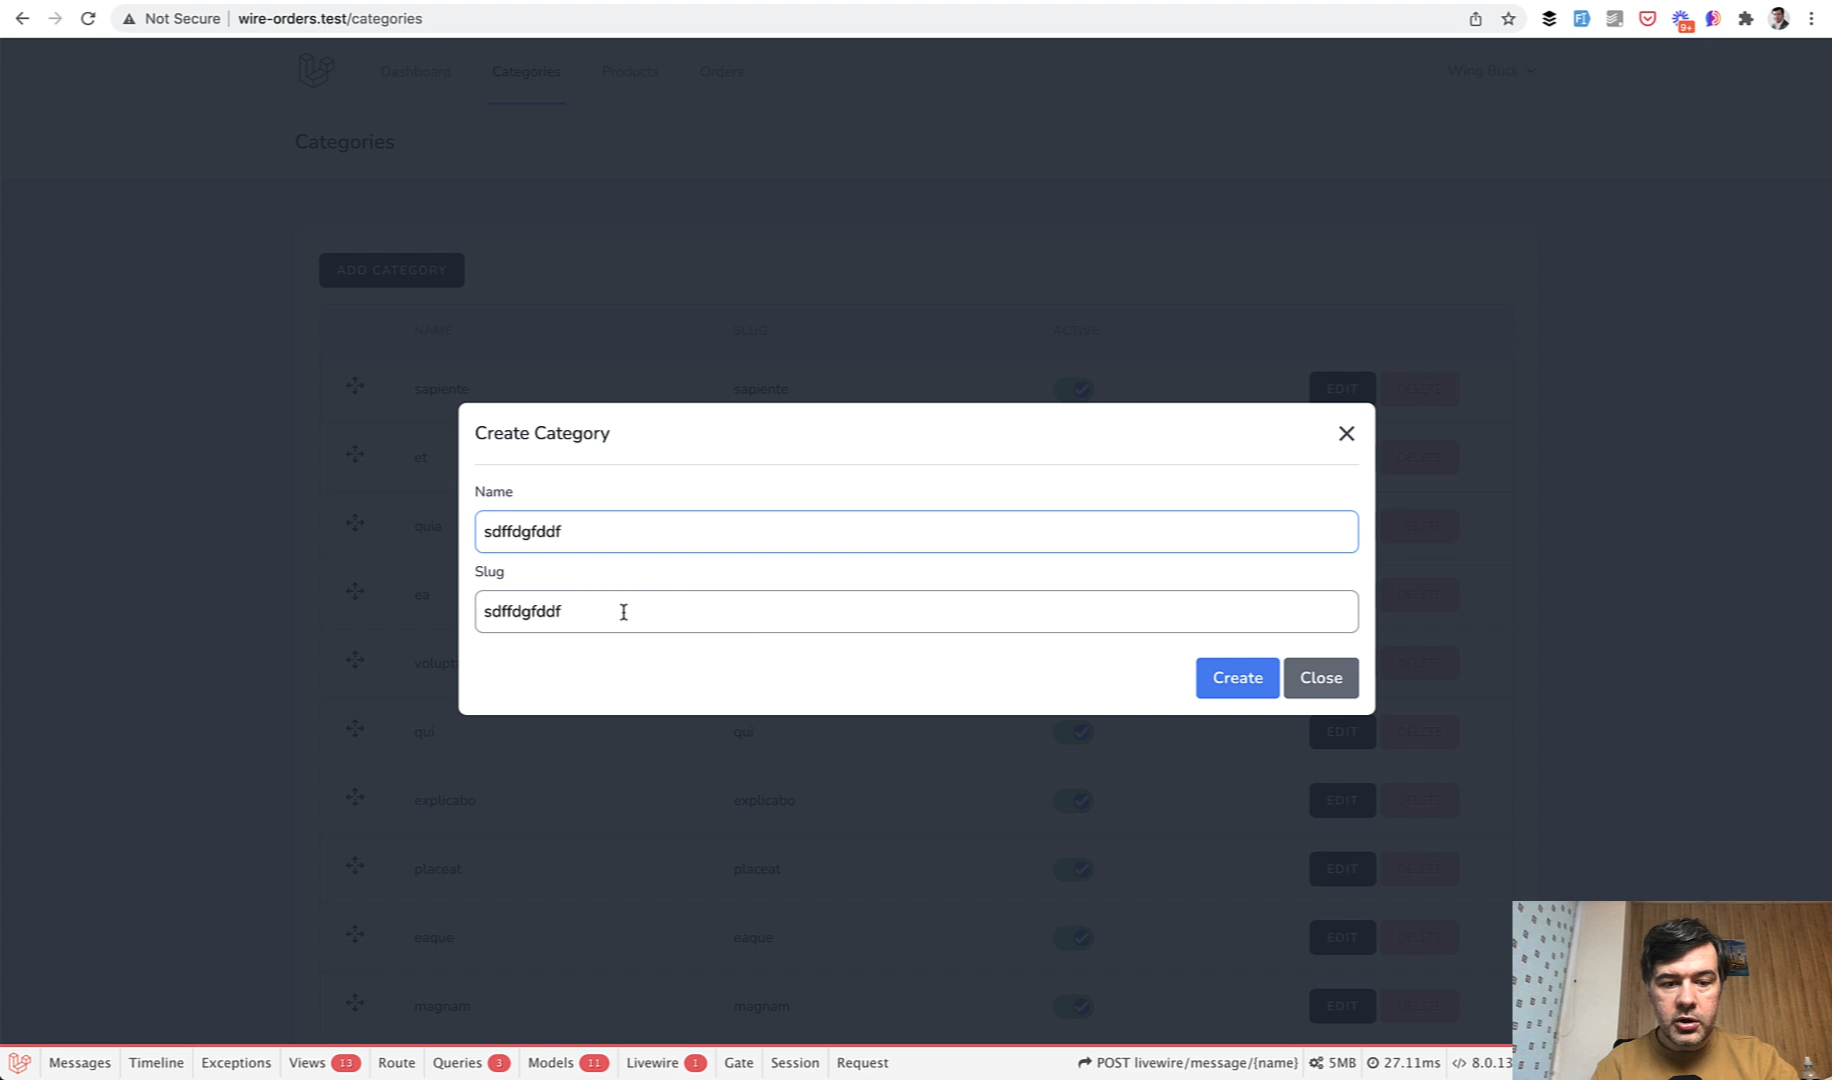 Not Secure | wire-orders.test/categories
9+
Dashboard Categories Products Orders Wing Buck
Categories
ADD CATEGORY
NAME SLUG ACTIVE
sapiente sapiente EDIT DELETE
et DELETE
quia DELETE
ea DELETE
volupt DELETE
Create Category
Name
sdffdgfddf
Slug
sdffdgfddf
Create Close
qui qui EDIT DELETE
explicabo explicabo EDIT DELETE
placeat placeat EDIT DELETE
eaque eaque EDIT DELETE
magnam magnam EDIT DELETE
Messages Timeline Exceptions Views 13 Route Queries 3 Models 11 Livewire 1 Gate Session Request POST livewire/message/{name} 5MB 27.11ms 8.0.13